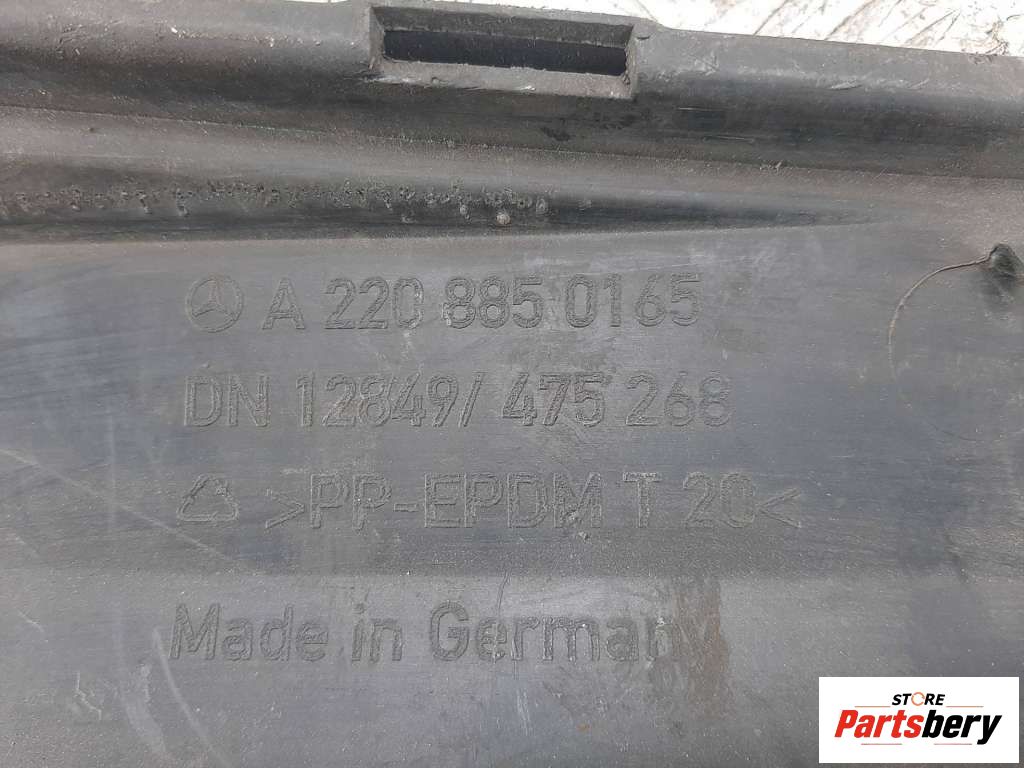 A 220 885 0165
DN 12849/ 475 268
>PP-EPDM T 20<
Made in Germany
STORE
Partsbery